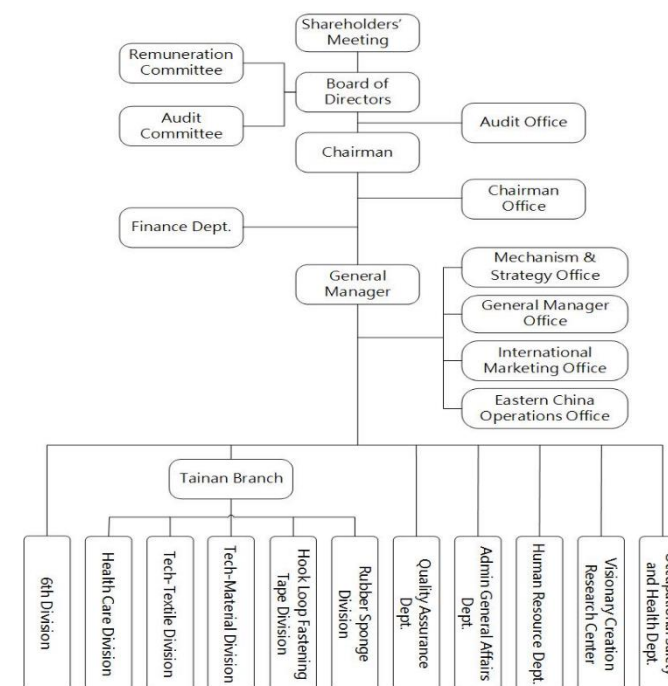 Shareholders'
Meeting
Remuneration
Committee
Board of
Directors
Audit
Committee
Audit Office
Chairman
Chairman
Office
Finance Dept.
General
Manager
Mechanism &
Strategy Office
General Manager
Office
International
Marketing Office
Eastern China
Operations Office
Tainan Branch
6th Division
Health Care Division
Tech-Textile Division
Tech-Material Division
Hook Loop Fastening
Tape Division
Rubber Sponge
Division
Quality Assurance
Dept.
Admin General Affairs
Dept.
Human Resource Dept.
Visionary Creation
Research Center
and Health Dept.